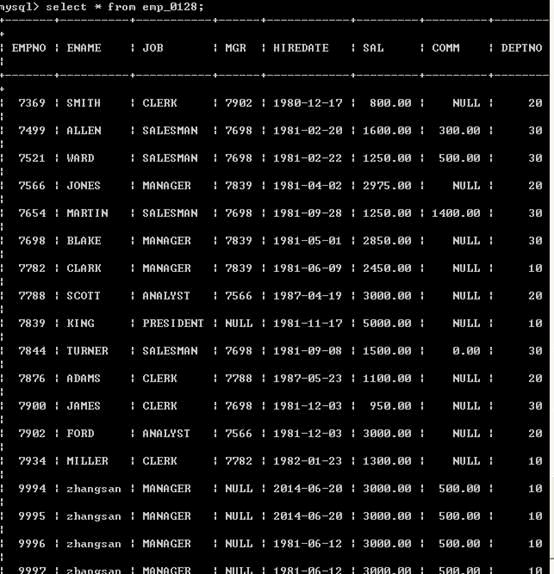 mysql> select * from emp_0128;
+-------+----------+-----------+------+------------+---------+---------+--------+
| EMPNO | ENAME | JOB | MGR | HIREDATE | SAL | COMM | DEPTNO |
+-------+----------+-----------+------+------------+---------+---------+--------+
| 7369 | SMITH | CLERK | 7902 | 1980-12-17 | 800.00 | NULL | 20 |
| 7499 | ALLEN | SALESMAN | 7698 | 1981-02-20 | 1600.00 | 300.00 | 30 |
| 7521 | WARD | SALESMAN | 7698 | 1981-02-22 | 1250.00 | 500.00 | 30 |
| 7566 | JONES | MANAGER | 7839 | 1981-04-02 | 2975.00 | NULL | 20 |
| 7654 | MARTIN | SALESMAN | 7698 | 1981-09-28 | 1250.00 | 1400.00 | 30 |
| 7698 | BLAKE | MANAGER | 7839 | 1981-05-01 | 2850.00 | NULL | 30 |
| 7782 | CLARK | MANAGER | 7839 | 1981-06-09 | 2450.00 | NULL | 10 |
| 7788 | SCOTT | ANALYST | 7566 | 1987-04-19 | 3000.00 | NULL | 20 |
| 7839 | KING | PRESIDENT | NULL | 1981-11-17 | 5000.00 | NULL | 10 |
| 7844 | TURNER | SALESMAN | 7698 | 1981-09-08 | 1500.00 | 0.00 | 30 |
| 7876 | ADAMS | CLERK | 7788 | 1987-05-23 | 1100.00 | NULL | 20 |
| 7900 | JAMES | CLERK | 7698 | 1981-12-03 | 950.00 | NULL | 30 |
| 7902 | FORD | ANALYST | 7566 | 1981-12-03 | 3000.00 | NULL | 20 |
| 7934 | MILLER | CLERK | 7782 | 1982-01-23 | 1300.00 | NULL | 10 |
| 9994 | zhangsan | MANAGER | NULL | 2014-06-20 | 3000.00 | 500.00 | 10 |
| 9995 | zhangsan | MANAGER | NULL | 2014-06-20 | 3000.00 | 500.00 | 10 |
| 9996 | zhangsan | MANAGER | NULL | 1981-06-12 | 3000.00 | 500.00 | 10 |
| 9997 | zhangsan | MANAGER | NULL | 1981-06-12 | 3000.00 | 500.00 | 10 |